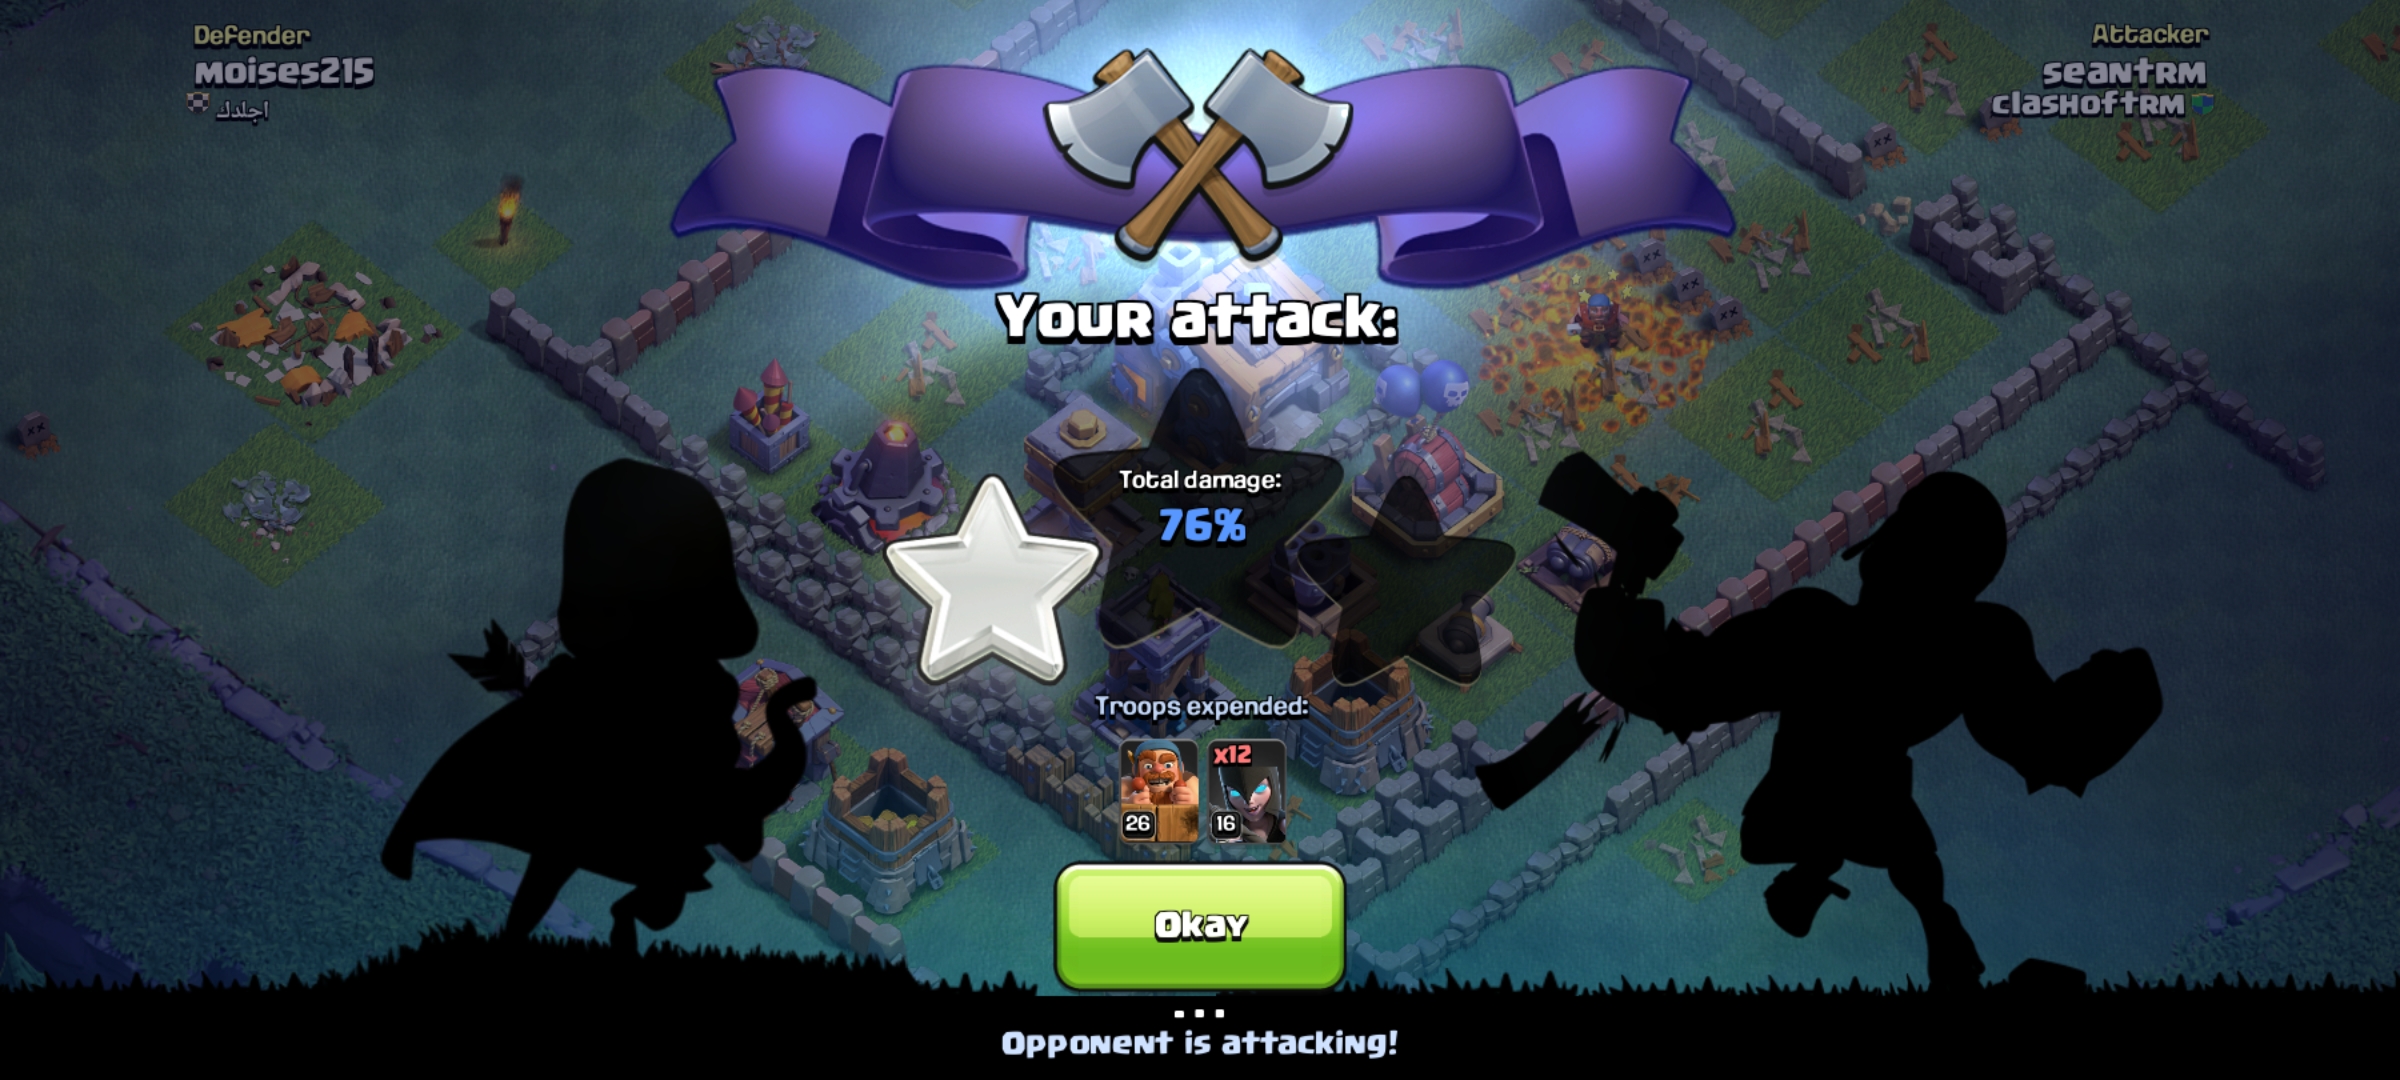 Defender
moises215
اجلدك
Attacker
seantRM
clashoftRM
Your attack:
Total damage:
76%
Troops expended:
x12
26
16
Okay
...
Opponent is attacking!